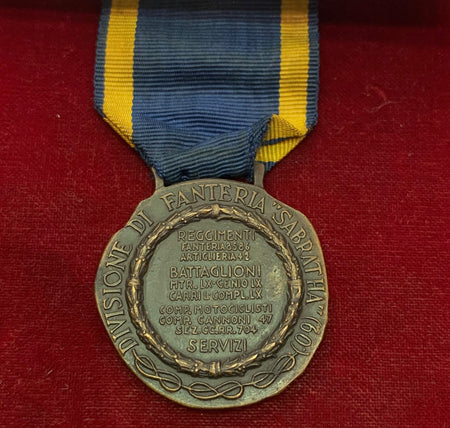 DIVISIONE DI FANTERIA "SABRATHA" (60)
REGGIMENTI
FANTERIA 85 86
ARTIGLIERIA 42
BATTAGLIONI
MTR. LX - GENIO LX
CARRI L - COMPL. LX
COMP. MOTOCICLISTI
COMP. CANNONI 47
SEZ. CC. RR. 704
SERVIZI